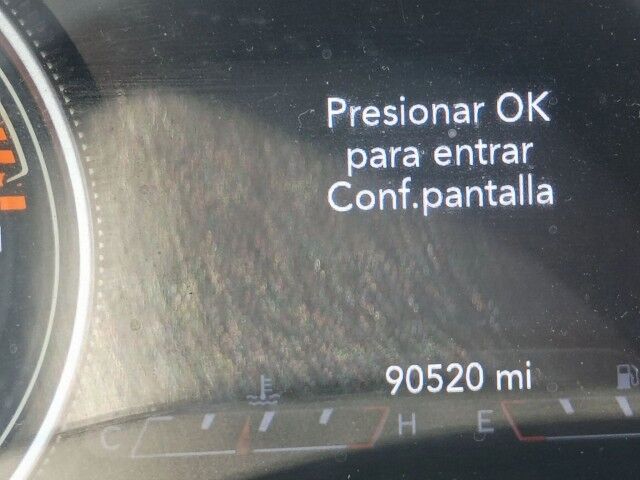 Presionar OK
para entrar
Conf.pantalla
90520 mi
C H E